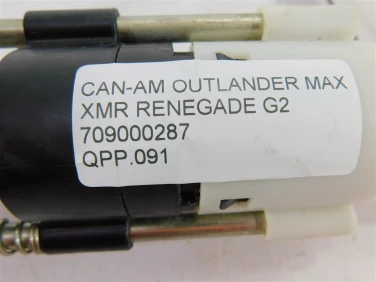 CAN-AM OUTLANDER MAX
XMR RENEGADE G2
709000287
QPP.091